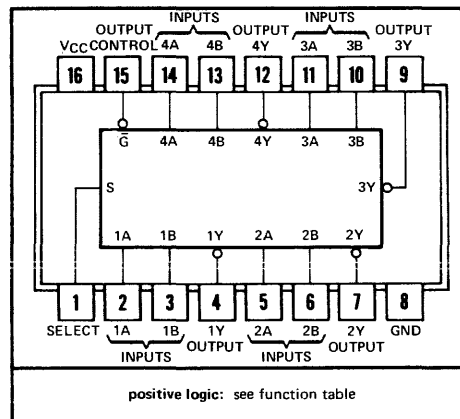 INPUTS INPUTS
OUTPUT OUTPUT OUTPUT
VCC CONTROL 4A 4B 4Y 3A 3B 3Y
16 15 14 13 12 11 10 9
G̅ 4A 4B 4Y 3A 3B
S 3Y
1A 1B 1Y 2A 2B 2Y
1 2 3 4 5 6 7 8
SELECT 1A 1B 1Y 2A 2B 2Y GND
INPUTS OUTPUT INPUTS OUTPUT
positive logic: see function table